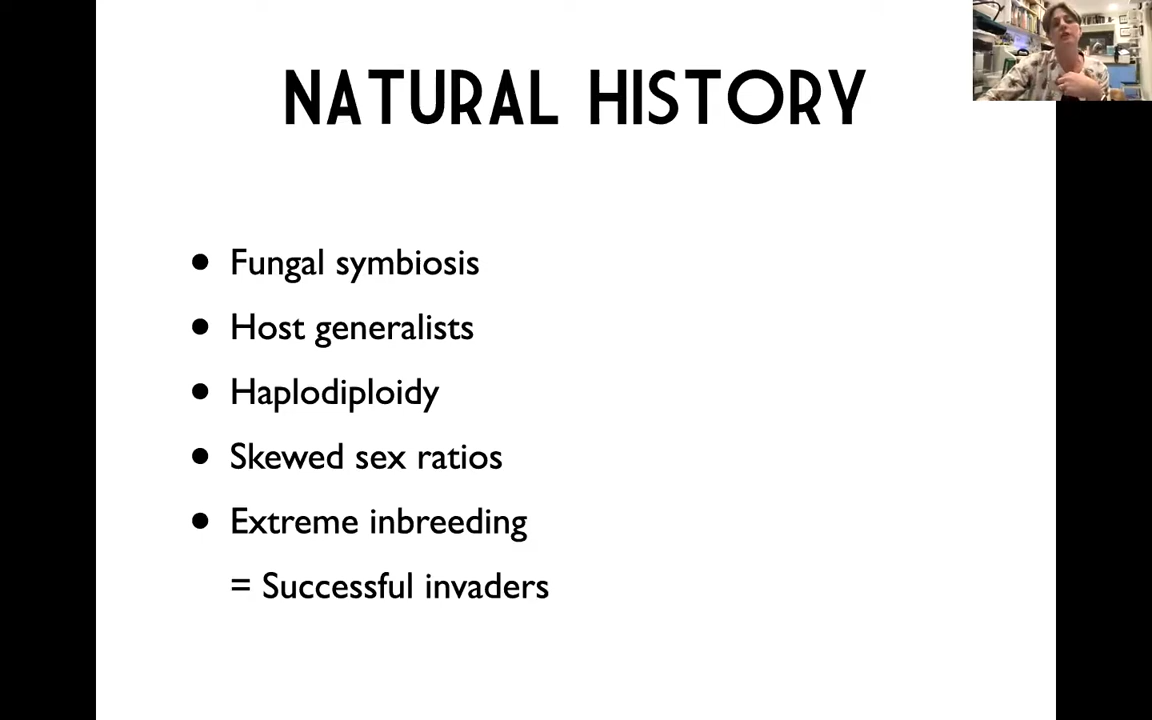 NATURAL HISTORY
• Fungal symbiosis
• Host generalists
• Haplodiploidy
• Skewed sex ratios
• Extreme inbreeding
= Successful invaders